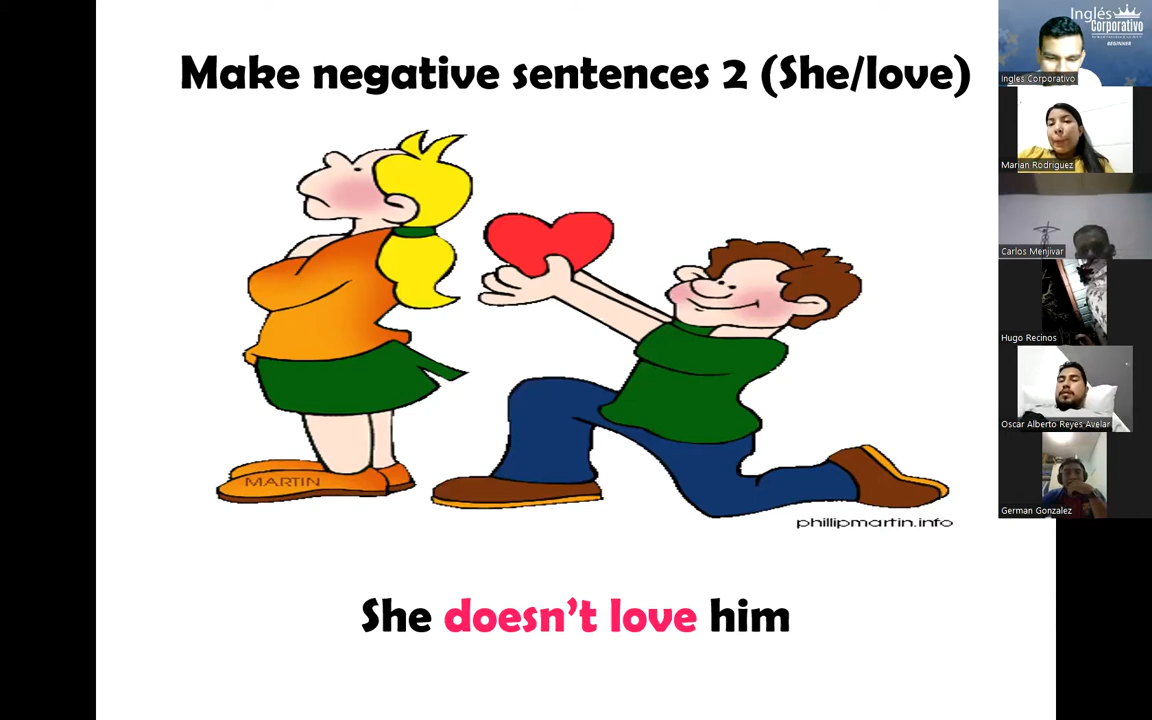 Make negative sentences 2 (She/love)
MARTIN
phillipmartin.info
She doesn't love him
Inglés
Corporativo
BEGINNER
Ingles Corporativo
Marian Rodriguez
Carlos Menjivar
Hugo Recinos
Oscar Alberto Reyes Avelar
German Gonzalez